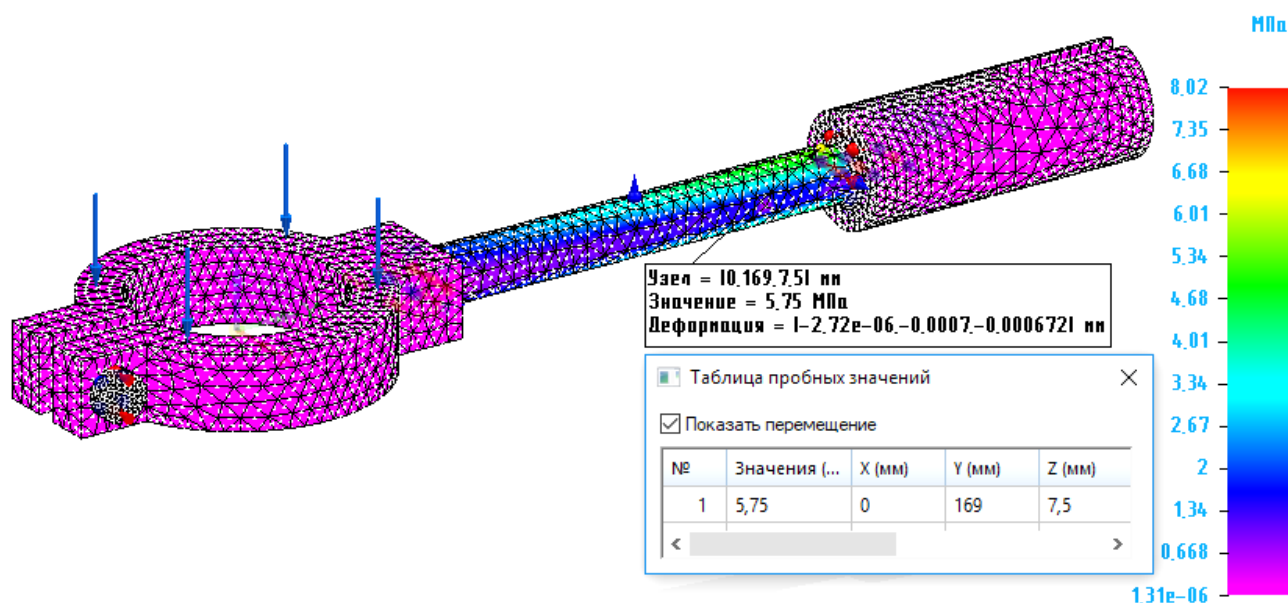 МПа
8,02
7,35
6,68
6,01
5,34
4,68
4,01
3,34
2,67
2
1,34
0,668
1,31e-06
Узел = |0,169,7,5| мм
Значение = 5,75 МПа
Деформация = |-2,72e-06,-0,0007,-0,000672| мм
Таблица пробных значений
Показать перемещение
№ Значения (... X (мм) Y (мм) Z (мм)
1 5,75 0 169 7,5